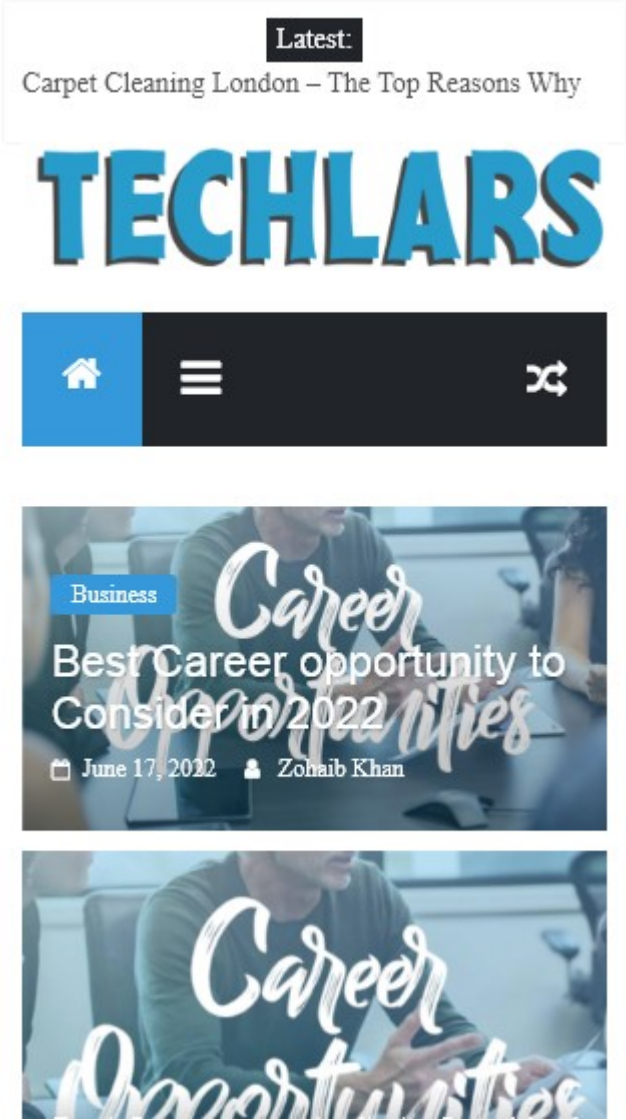 Latest:
Carpet Cleaning London – The Top Reasons Why
TECHLARS
Business
Career
Opportunities
Best Career opportunity to
Consider in 2022
June 17, 2022 Zohaib Khan
Career
Opportunities